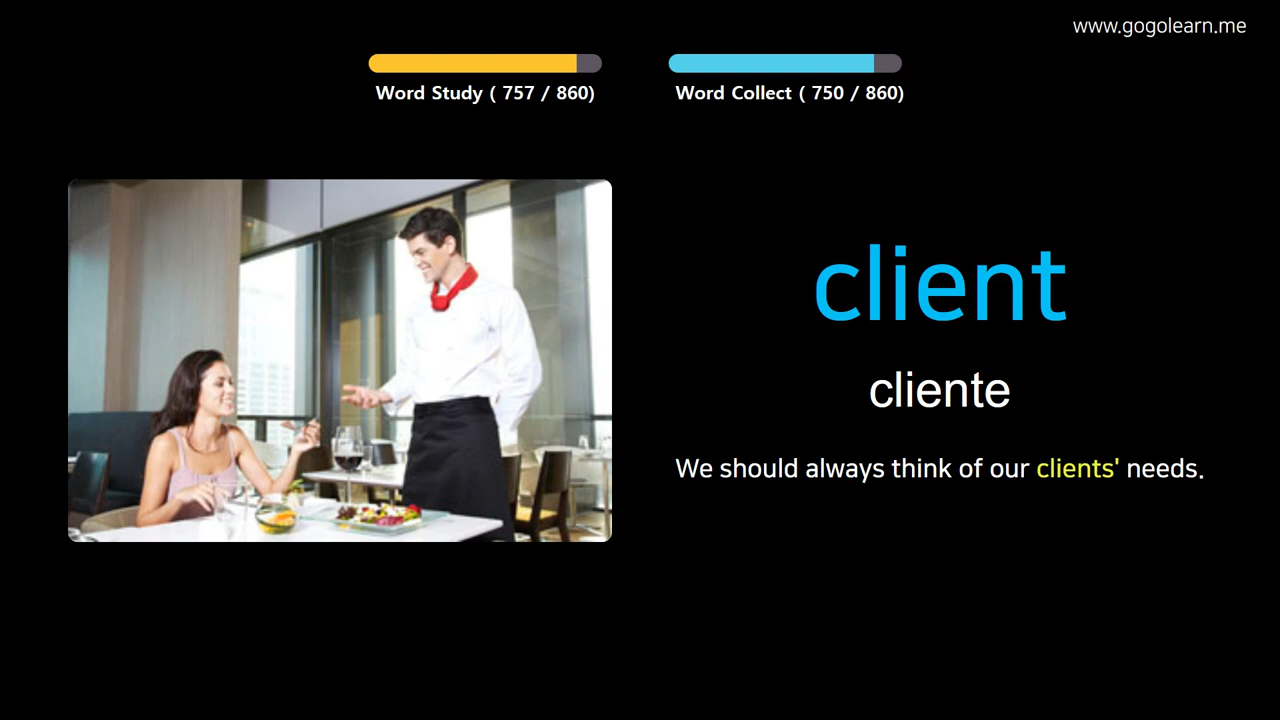 www.gogolearn.me
Word Study ( 757 / 860)
Word Collect ( 750 / 860)
client
cliente
We should always think of our clients' needs.